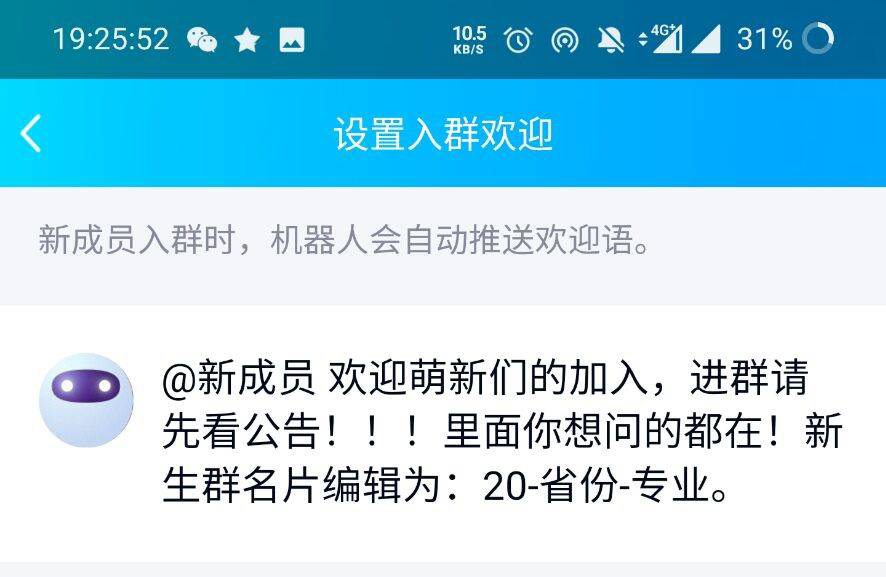 19:25:52 10.5 KB/S 4G+ 31%
设置入群欢迎
新成员入群时，机器人会自动推送欢迎语。
@新成员 欢迎萌新们的加入，进群请
先看公告！！！里面你想问的都在！新
生群名片编辑为：20-省份-专业。